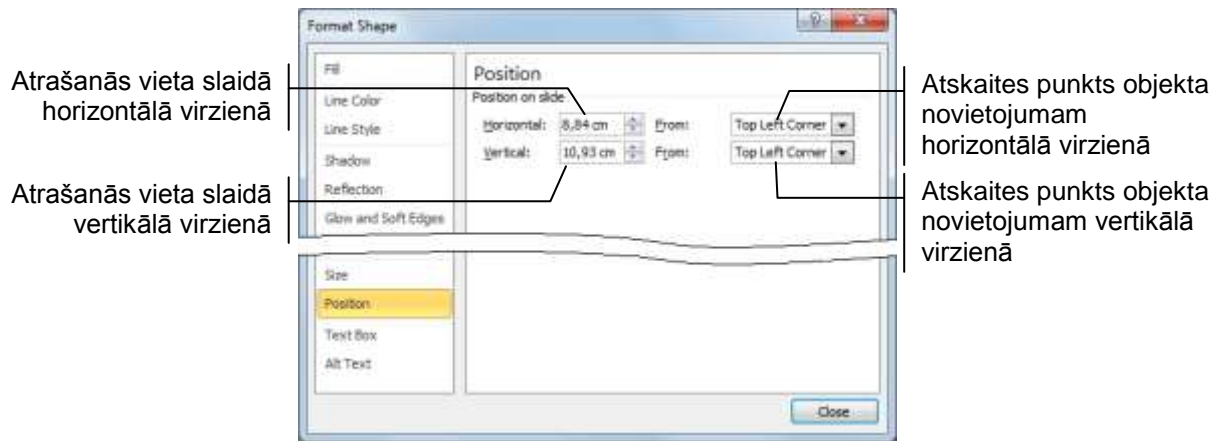 Format Shape
Atrašanās vieta slaidā
horizontālā virzienā
Atrašanās vieta slaidā
vertikālā virzienā
Fill
Line Color
Line Style
Shadow
Reflection
Glow and Soft Edges
Size
Position
Text Box
Alt Text
Position
Position on slide
Horizontal: 8,84 cm From: Top Left Corner
Vertical: 10,93 cm From: Top Left Corner
Close
Atskaites punkts objekta
novietojumam
horizontālā virzienā
Atskaites punkts objekta
novietojumam vertikālā
virzienā